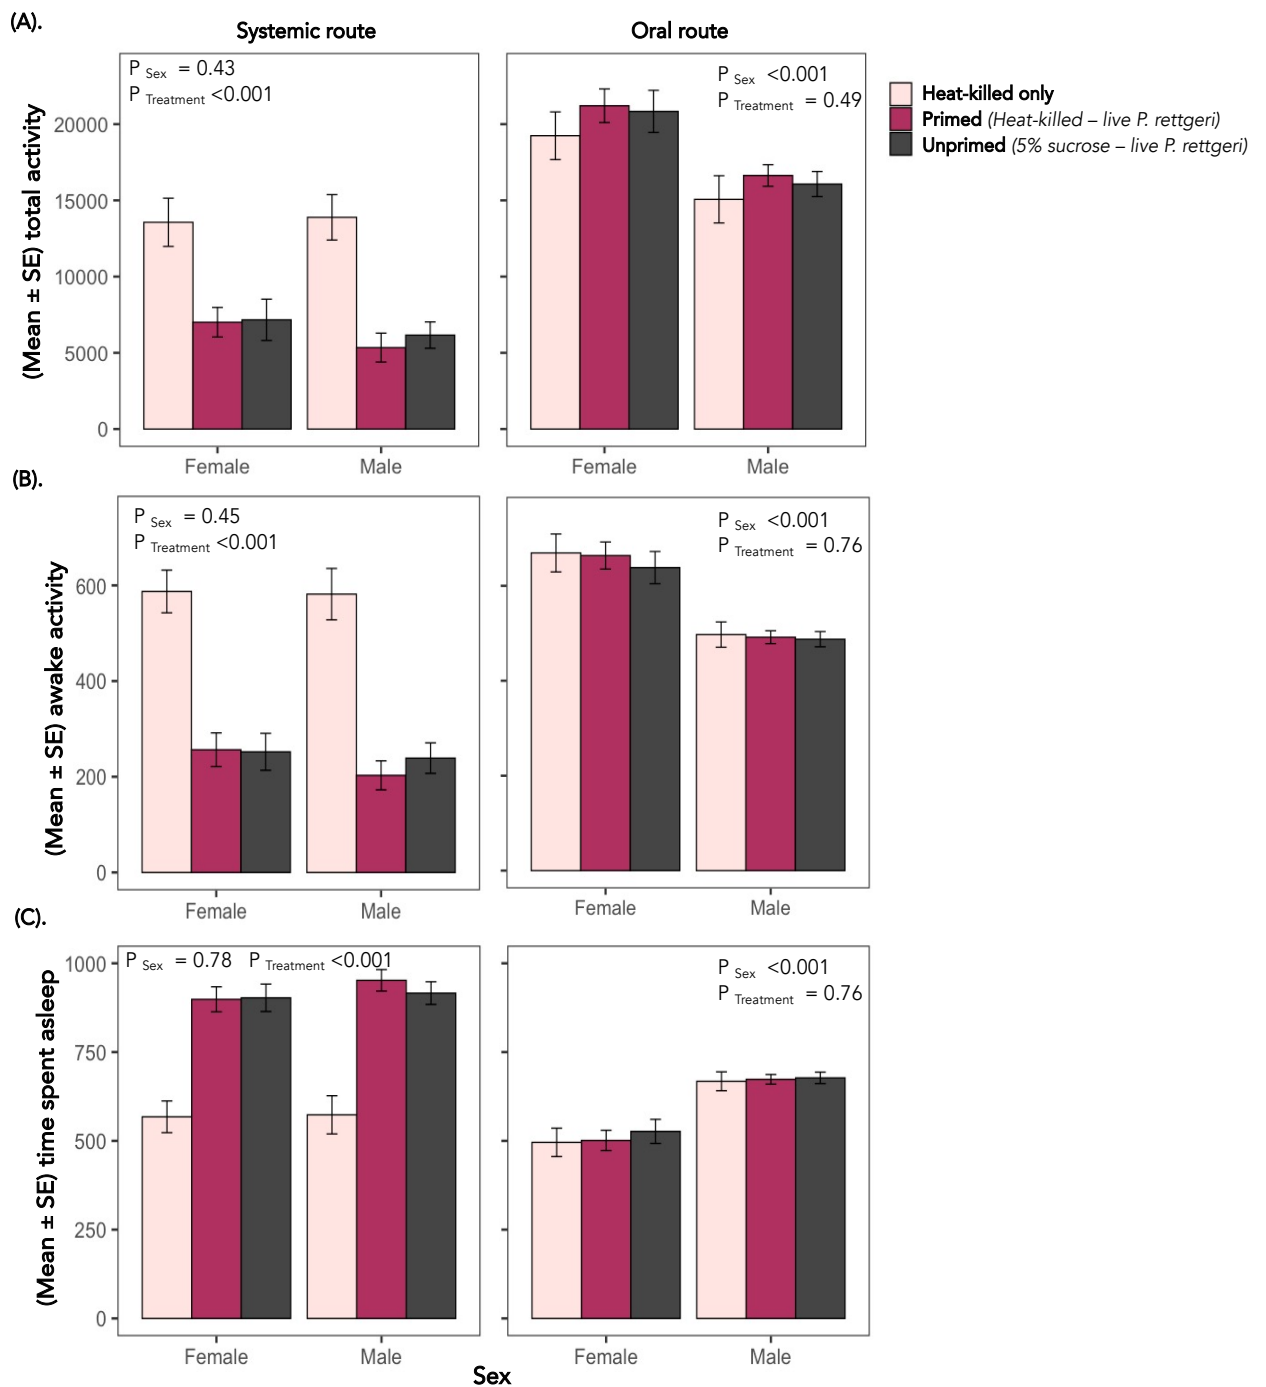 (A).
Systemic route
Oral route
P Sex = 0.43
P Treatment <0.001
P Sex <0.001
P Treatment = 0.49
Heat-killed only
Primed (Heat-killed – live P. rettgeri)
Unprimed (5% sucrose – live P. rettgeri)
(Mean ± SE) total activity
20000
15000
10000
5000
0
Female
Male
Female
Male
(B).
P Sex = 0.45
P Treatment <0.001
P Sex <0.001
P Treatment = 0.76
(Mean ± SE) awake activity
600
400
200
0
Female
Male
Female
Male
(C).
P Sex = 0.78 P Treatment <0.001
P Sex <0.001
P Treatment = 0.76
(Mean ± SE) time spent asleep
1000
750
500
250
0
Female
Male
Female
Male
Sex